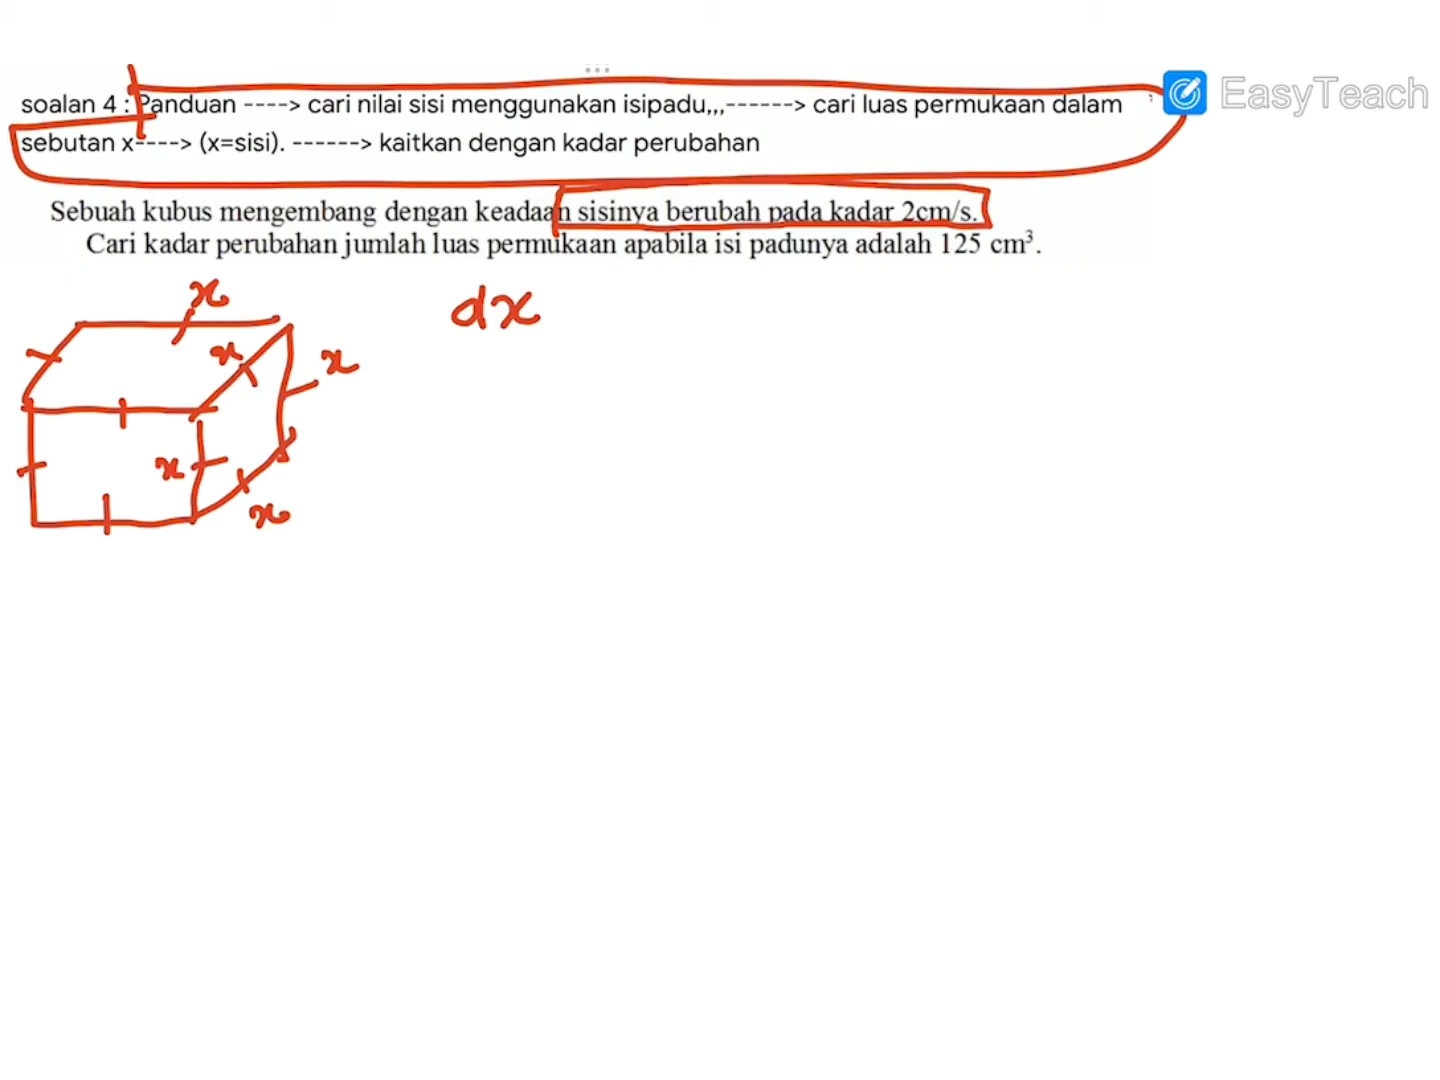 soalan 4 : Panduan ----> cari nilai sisi menggunakan isipadu,,,------> cari luas permukaan dalam
sebutan x----> (x=sisi). ------> kaitkan dengan kadar perubahan
EasyTeach
Sebuah kubus mengembang dengan keadaan sisinya berubah pada kadar 2cm/s.
Cari kadar perubahan jumlah luas permukaan apabila isi padunya adalah 125 cm³.
x
dx
x
x
x
x